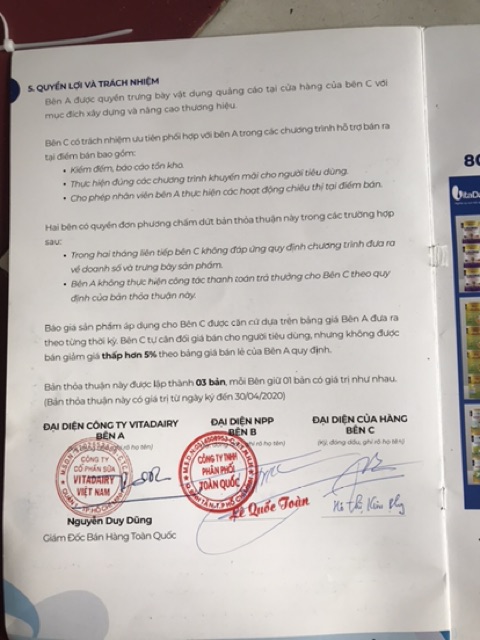 5. QUYỀN LỢI VÀ TRÁCH NHIỆM
Bên A được quyền trưng bày vật dụng quảng cáo tại cửa hàng của bên C với
mục đích xây dựng và nâng cao thương hiệu.
Bên C có trách nhiệm ưu tiên phối hợp với bên A trong các chương trình hỗ trợ bán ra
tại điểm bán bao gồm:
• Kiểm đếm, báo cáo tồn kho.
• Thực hiện đúng các chương trình khuyến mãi cho người tiêu dùng.
• Cho phép nhân viên bên A thực hiện các hoạt động chiêu thị tại điểm bán.
Hai bên có quyền đơn phương chấm dứt bản thỏa thuận này trong các trường hợp
sau:
• Trong hai tháng liên tiếp bên C không đáp ứng quy định chương trình đưa ra
về doanh số và trưng bày sản phẩm.
• Bên A không thực hiện công tác thanh toán trả thưởng cho Bên C theo quy
định của bản thỏa thuận này.
Báo giá sản phẩm áp dụng cho Bên C được căn cứ dựa trên bảng giá Bên A đưa ra
theo từng thời kỳ. Bên C tự cân đối giá bán cho người tiêu dùng, nhưng không được
bán giảm giá thấp hơn 5% theo bảng giá bán lẻ của Bên A quy định.
Bản thỏa thuận này được lập thành 03 bản, mỗi Bên giữ 01 bản có giá trị như nhau.
(Bản thỏa thuận này có giá trị từ ngày ký đến 30/04/2020)
ĐẠI DIỆN CÔNG TY VITADAIRY ĐẠI DIỆN NPP ĐẠI DIỆN CỦA HÀNG
BÊN A BÊN B BÊN C
(Ký, đóng dấu, ghi rõ họ tên)
CÔNG TY
CỔ PHẦN SỮA
VITADAIRY
VIỆT NAM
CÔNG TY TNHH
PHÂN PHỐI
TOÀN QUỐC
Lê Quốc Toàn
Nguyễn Duy Dũng
Giám Đốc Bán Hàng Toàn Quốc